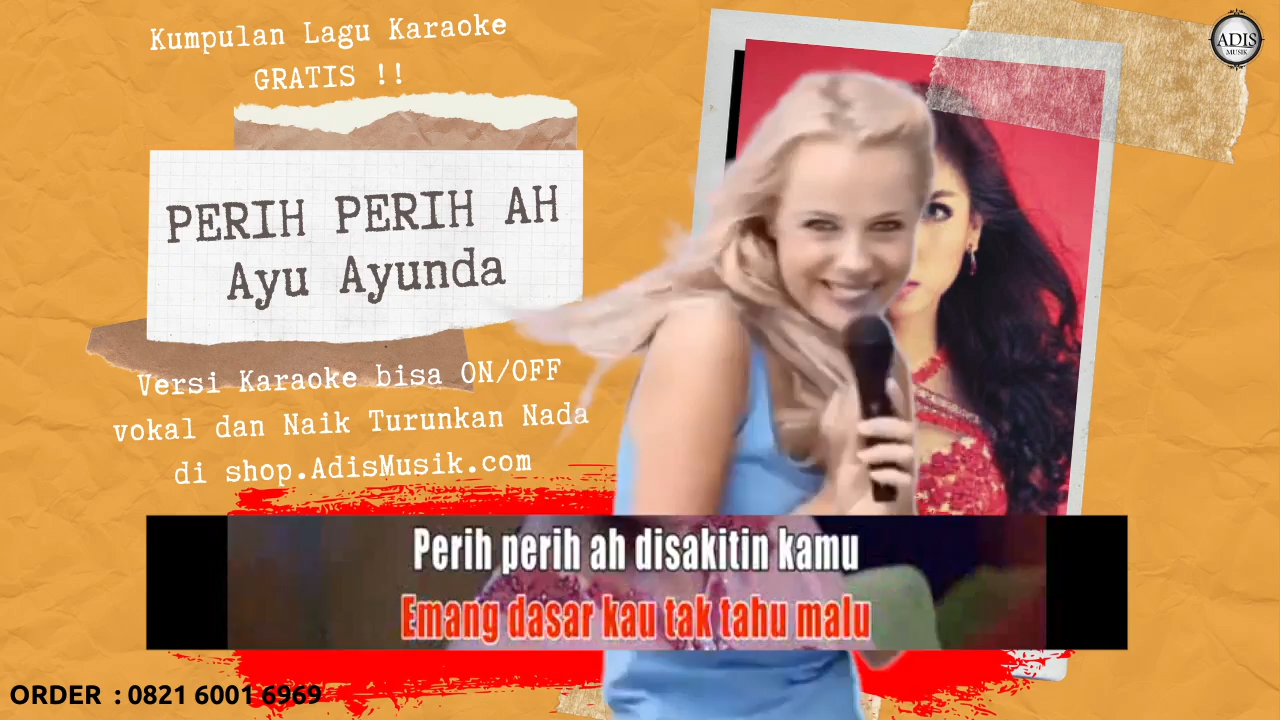 Kumpulan Lagu Karaoke
GRATIS !!
ADIS
MUSIK
PERIH PERIH AH
Ayu Ayunda
Versi Karaoke bisa ON/OFF
vokal dan Naik Turunkan Nada
di shop.AdisMusik.com
Perih perih ah disakitin kamu
Emang dasar kau tak tahu malu
ORDER : 0821 6001 6969